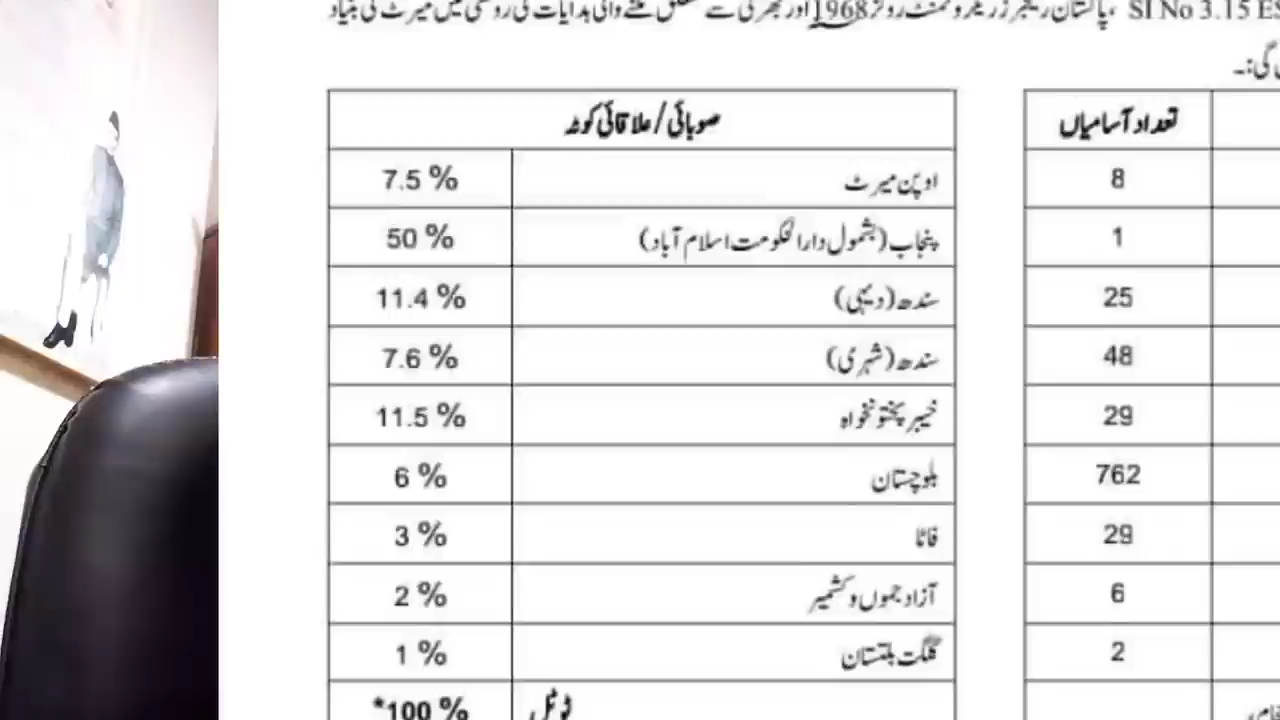 SI No 3.15 ، پاکستان رینجرز ریکروٹمنٹ رولز 1968 اور بھرتی سے متعلق ملنے والی ہدایات کی روشنی میں میرٹ کی بنیاد
گی:۔
تعداد آسامیاں
8
1
25
48
29
762
29
6
2
صوبائی/علاقائی کوٹہ
اوپن میرٹ 7.5 %
پنجاب (بشمول دارالحکومت اسلام آباد) 50 %
سندھ (دیہی) 11.4 %
سندھ (شہری) 7.6 %
خیبر پختونخواہ 11.5 %
بلوچستان 6 %
فاٹا 3 %
آزاد جموں و کشمیر 2 %
گلگت بلتستان 1 %
ٹوٹل *100 %